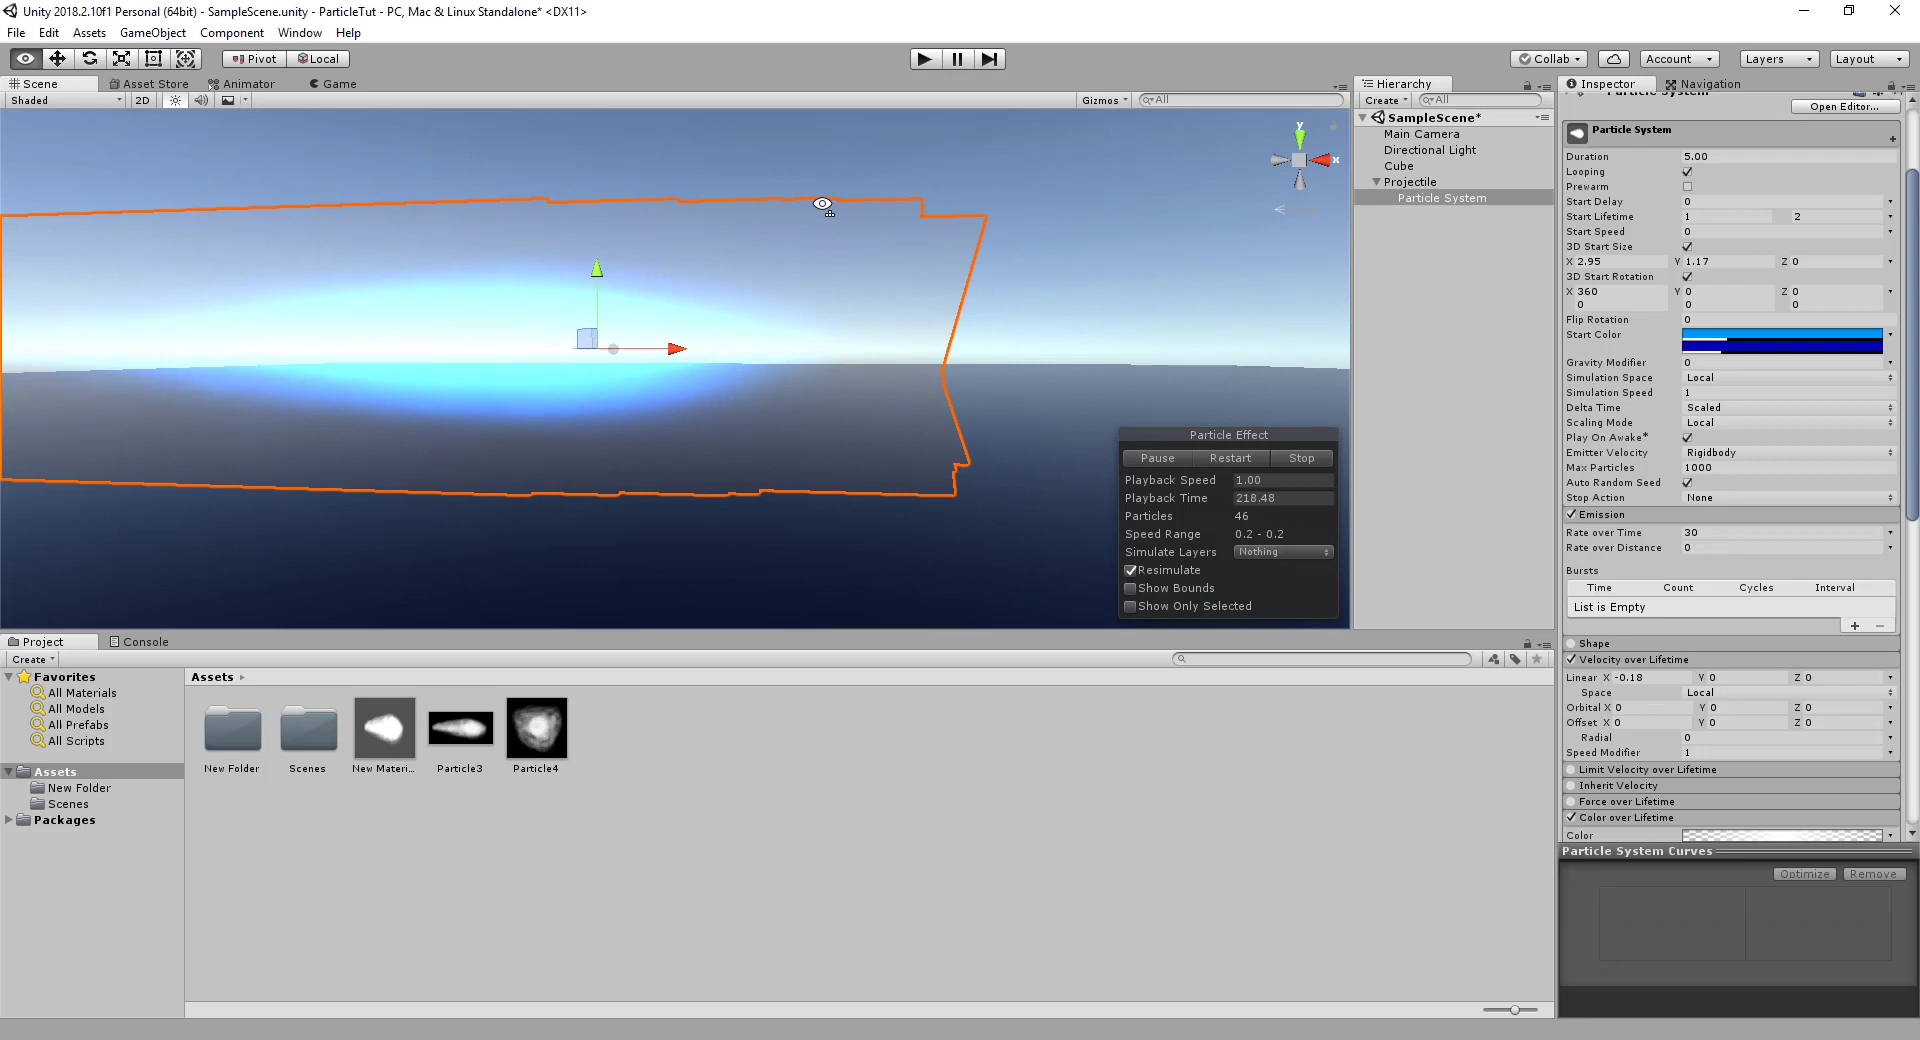 Unity 2018.2.10f1 Personal (64bit) - SampleScene.unity - ParticleTut - PC, Mac & Linux Standalone* <DX11>
File Edit Assets GameObject Component Window Help
Pivot Local Collab Account Layers Layout
Scene Asset Store Animator Game
Shaded 2D Gizmos All
y
x
Particle Effect
Pause Restart Stop
Playback Speed 1.00
Playback Time 218.48
Particles 46
Speed Range 0.2 - 0.2
Simulate Layers Nothing
Resimulate
Show Bounds
Show Only Selected
Hierarchy
Create All
SampleScene*
Main Camera
Directional Light
Cube
Projectile
Particle System
Inspector Navigation
Particle System
Open Editor...
Particle System
Duration 5.00
Looping
Prewarm
Start Delay 0
Start Lifetime 1 2
Start Speed 0
3D Start Size
X 2.95 Y 1.17 Z 0
3D Start Rotation
X 360 Y 0 Z 0
0 0 0
Flip Rotation 0
Start Color
Gravity Modifier 0
Simulation Space Local
Simulation Speed 1
Delta Time Scaled
Scaling Mode Local
Play On Awake*
Emitter Velocity Rigidbody
Max Particles 1000
Auto Random Seed
Stop Action None
Emission
Rate over Time 30
Rate over Distance 0
Bursts
Time Count Cycles Interval
List is Empty
+ −
Shape
Velocity over Lifetime
Linear X -0.18 Y 0 Z 0
Space Local
Orbital X 0 Y 0 Z 0
Offset X 0 Y 0 Z 0
Radial 0
Speed Modifier 1
Limit Velocity over Lifetime
Inherit Velocity
Force over Lifetime
Color over Lifetime
Color
Particle System Curves
Optimize Remove
Project Console
Create
Favorites
All Materials
All Models
All Prefabs
All Scripts
Assets
New Folder
Scenes
Packages
Assets
New Folder Scenes New Materi... Particle3 Particle4